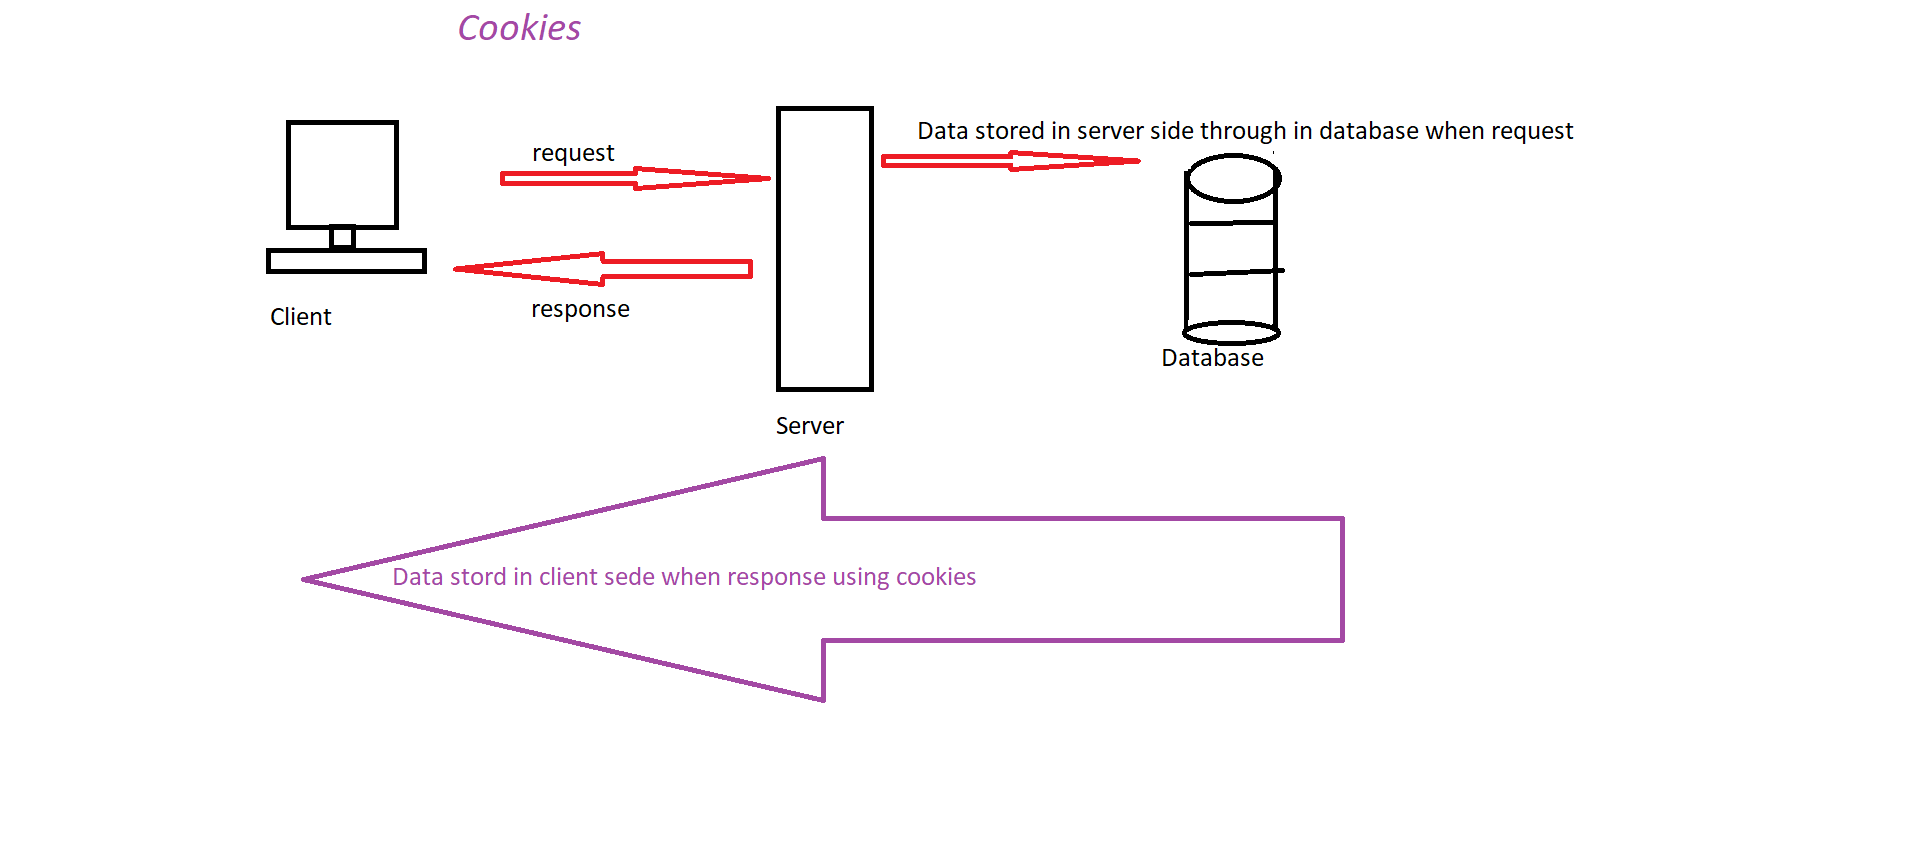 Cookies
Data stored in server side through in database when request
request
response
Client
Database
Server
Data stord in client sede when response using cookies